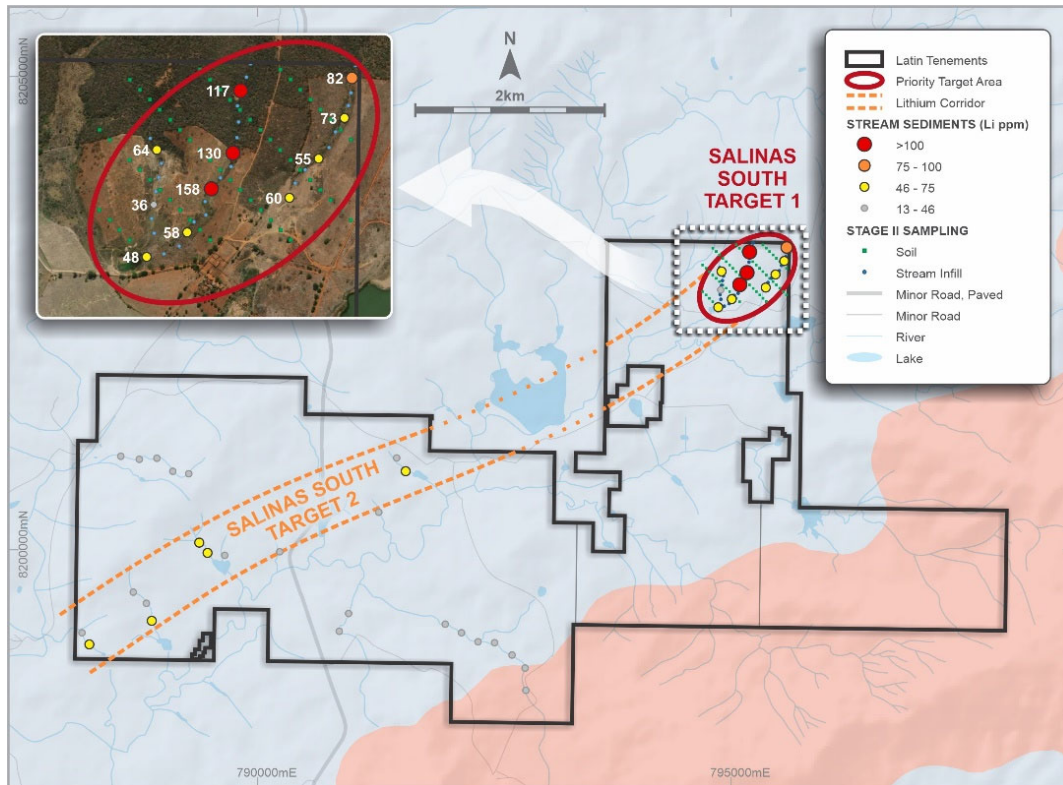 8205000mN
8200000mN
790000mE
795000mE
N
2km
117
82
73
64
130
55
158
36
60
58
48
SALINAS
SOUTH
TARGET 1
SALINAS SOUTH
TARGET 2
Latin Tenements
Priority Target Area
Lithium Corridor
STREAM SEDIMENTS (Li ppm)
>100
75 - 100
46 - 75
13 - 46
STAGE II SAMPLING
Soil
Stream Infill
Minor Road, Paved
Minor Road
River
Lake